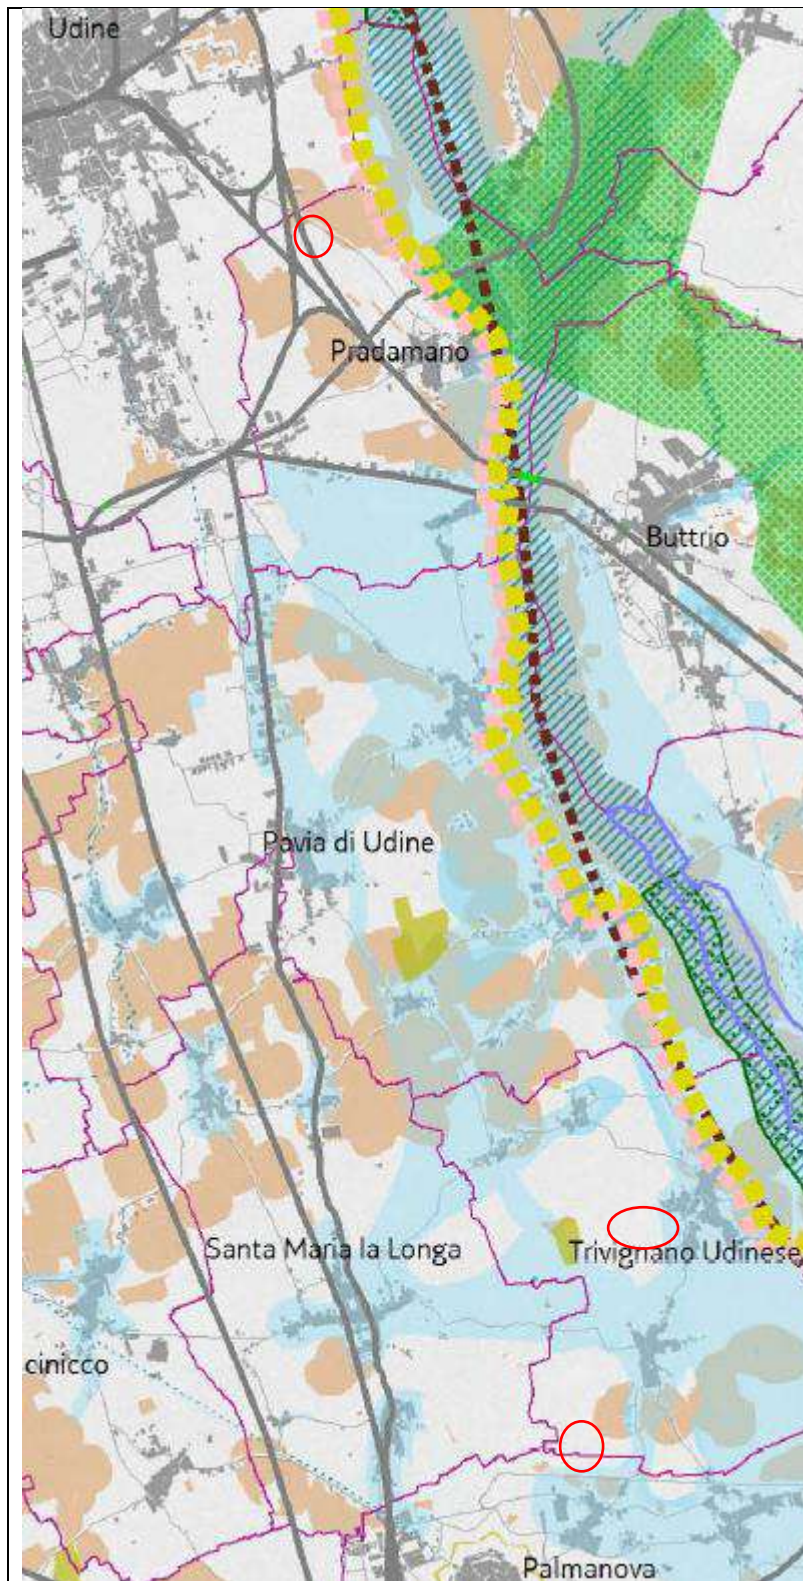 Udine
Pradamano
Buttrio
Pavia di Udine
Santa Maria la Longa
Trivignano Udinese
cinicco
Palmanova